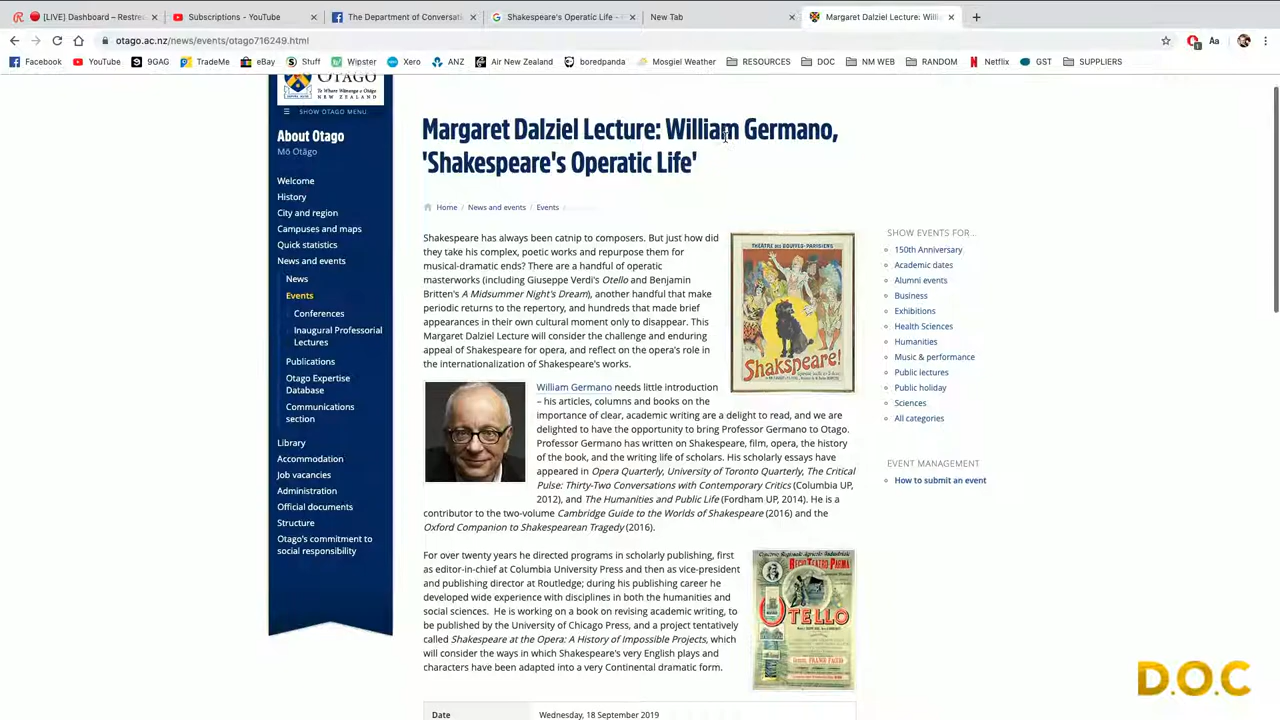 [LIVE] Dashboard – Restre
Subscriptions - YouTube
The Department of Conversati
Shakespeare's Operatic Life -
New Tab
Margaret Dalziel Lecture: Willi
otago.ac.nz/news/events/otago716249.html
Facebook YouTube 9GAG TradeMe eBay Stuff Wipster Xero ANZ Air New Zealand boredpanda Mosgiel Weather RESOURCES DOC NM WEB RANDOM Netflix GST SUPPLIERS
OTAGO
Te Whare Wānanga o Otāgo
NEW ZEALAND
SHOW OTAGO MENU
About Otago
Mō Otāgo
Welcome
History
City and region
Campuses and maps
Quick statistics
News and events
News
Events
Conferences
Inaugural Professorial
Lectures
Publications
Otago Expertise
Database
Communications
section
Library
Accommodation
Job vacancies
Administration
Official documents
Structure
Otago's commitment to
social responsibility
Margaret Dalziel Lecture: William Germano,
'Shakespeare's Operatic Life'
Home / News and events / Events
Shakespeare has always been catnip to composers. But just how did
they take his complex, poetic works and repurpose them for
musical-dramatic ends? There are a handful of operatic
masterworks (including Giuseppe Verdi's Otello and Benjamin
Britten's A Midsummer Night's Dream), another handful that make
periodic returns to the repertory, and hundreds that made brief
appearances in their own cultural moment only to disappear. This
Margaret Dalziel Lecture will consider the challenge and enduring
appeal of Shakespeare for opera, and reflect on the opera's role in
the internationalization of Shakespeare's works.
THÉATRE DES BOUFFES-PARISIENS
Shakspeare!
William Germano needs little introduction
– his articles, columns and books on the
importance of clear, academic writing are a delight to read, and we are
delighted to have the opportunity to bring Professor Germano to Otago.
Professor Germano has written on Shakespeare, film, opera, the history
of the book, and the writing life of scholars. His scholarly essays have
appeared in Opera Quarterly, University of Toronto Quarterly, The Critical
Pulse: Thirty-Two Conversations with Contemporary Critics (Columbia UP,
2012), and The Humanities and Public Life (Fordham UP, 2014). He is a
contributor to the two-volume Cambridge Guide to the Worlds of Shakespeare (2016) and the
Oxford Companion to Shakespearean Tragedy (2016).
For over twenty years he directed programs in scholarly publishing, first
as editor-in-chief at Columbia University Press and then as vice-president
and publishing director at Routledge; during his publishing career he
developed wide experience with disciplines in both the humanities and
social sciences. He is working on a book on revising academic writing, to
be published by the University of Chicago Press, and a project tentatively
called Shakespeare at the Opera: A History of Impossible Projects, which
will consider the ways in which Shakespeare's very English plays and
characters have been adapted into a very Continental dramatic form.
REGIO TEATRO PARMA
OTELLO
Date Wednesday, 18 September 2019
SHOW EVENTS FOR...
150th Anniversary
Academic dates
Alumni events
Business
Exhibitions
Health Sciences
Humanities
Music & performance
Public lectures
Public holiday
Sciences
All categories
EVENT MANAGEMENT
How to submit an event
D.O.C